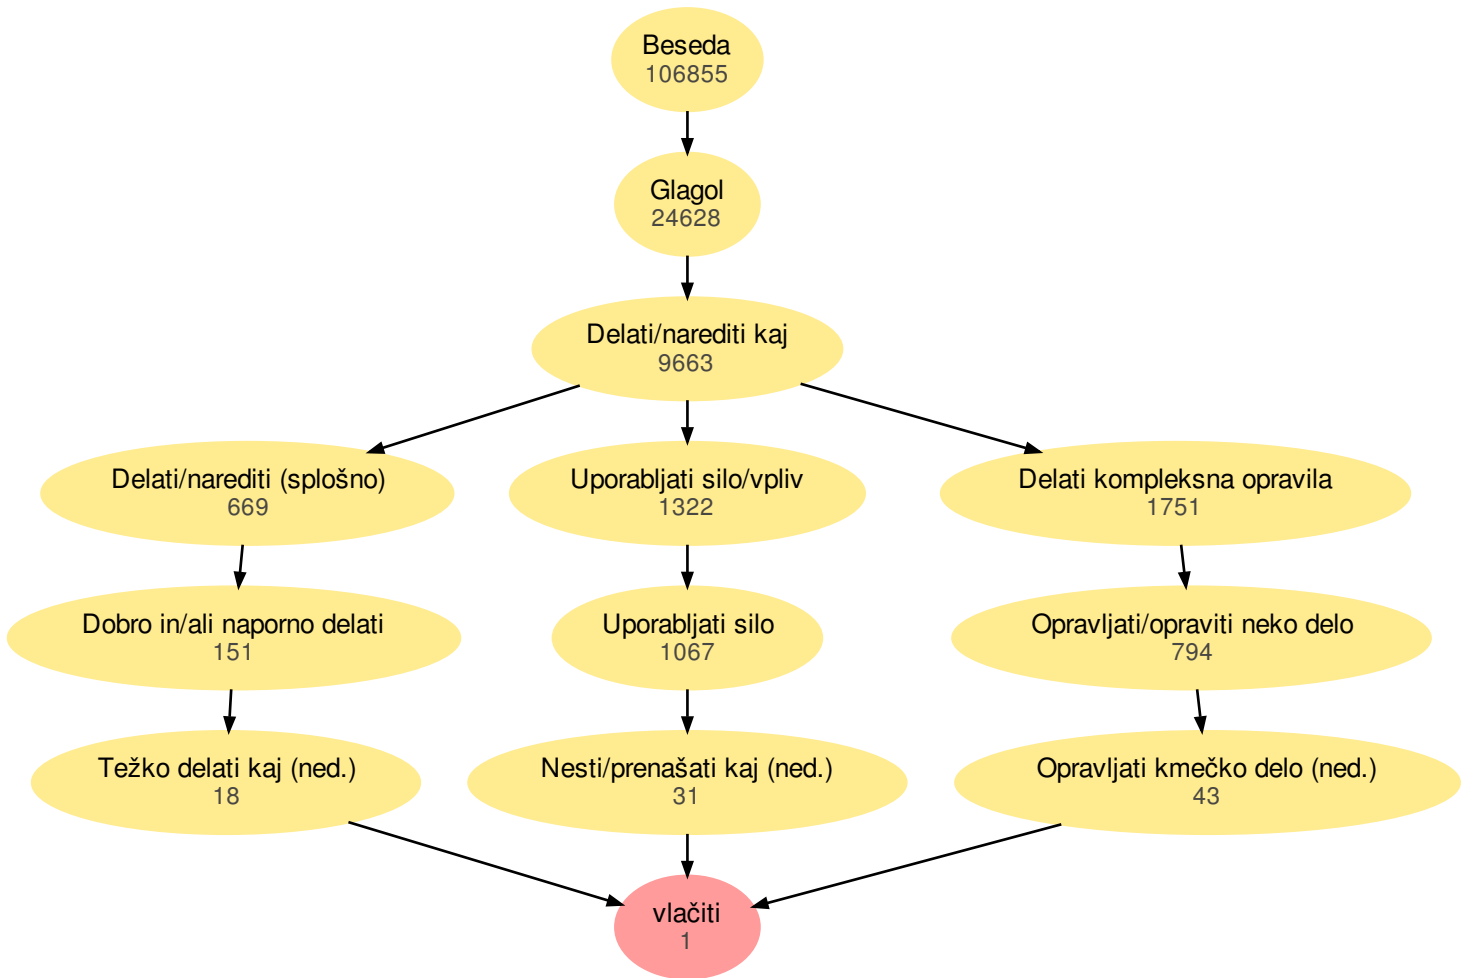 Beseda
106855
Glagol
24628
Delati/narediti kaj
9663
Delati/narediti (splošno)
669
Uporabljati silo/vpliv
1322
Delati kompleksna opravila
1751
Dobro in/ali naporno delati
151
Uporabljati silo
1067
Opravljati/opraviti neko delo
794
Težko delati kaj (ned.)
18
Nesti/prenašati kaj (ned.)
31
Opravljati kmečko delo (ned.)
43
vlačiti
1